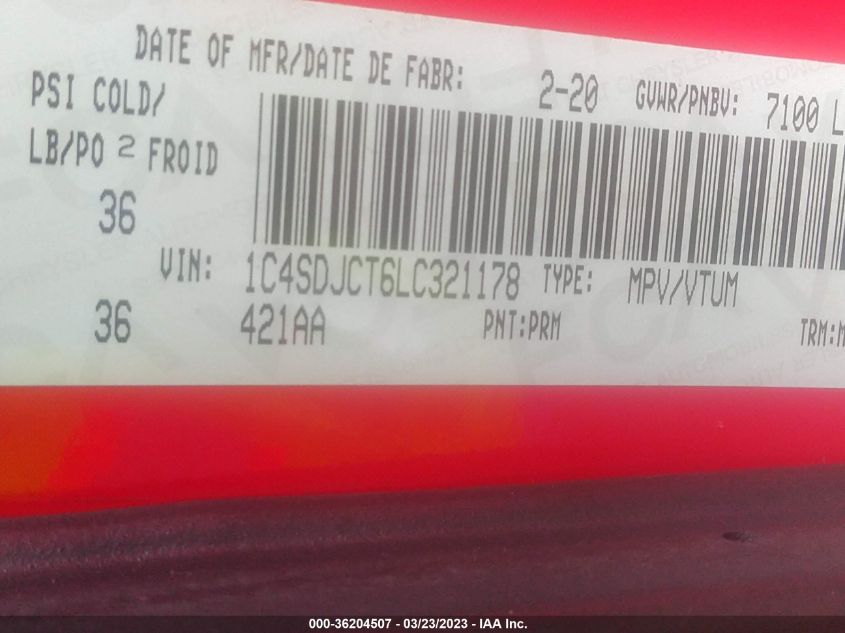 DATE OF MFR/DATE DE FABR: 2-20 GVWR/PNBV: 7100 L
PSI COLD/
LB/PO 2 FROID
36
VIN: 1C4SDJCT6LC321178 TYPE: MPV/VTUM
36 421AA PNT:PRM TRM:M
000-36204507 - 03/23/2023 - IAA Inc.